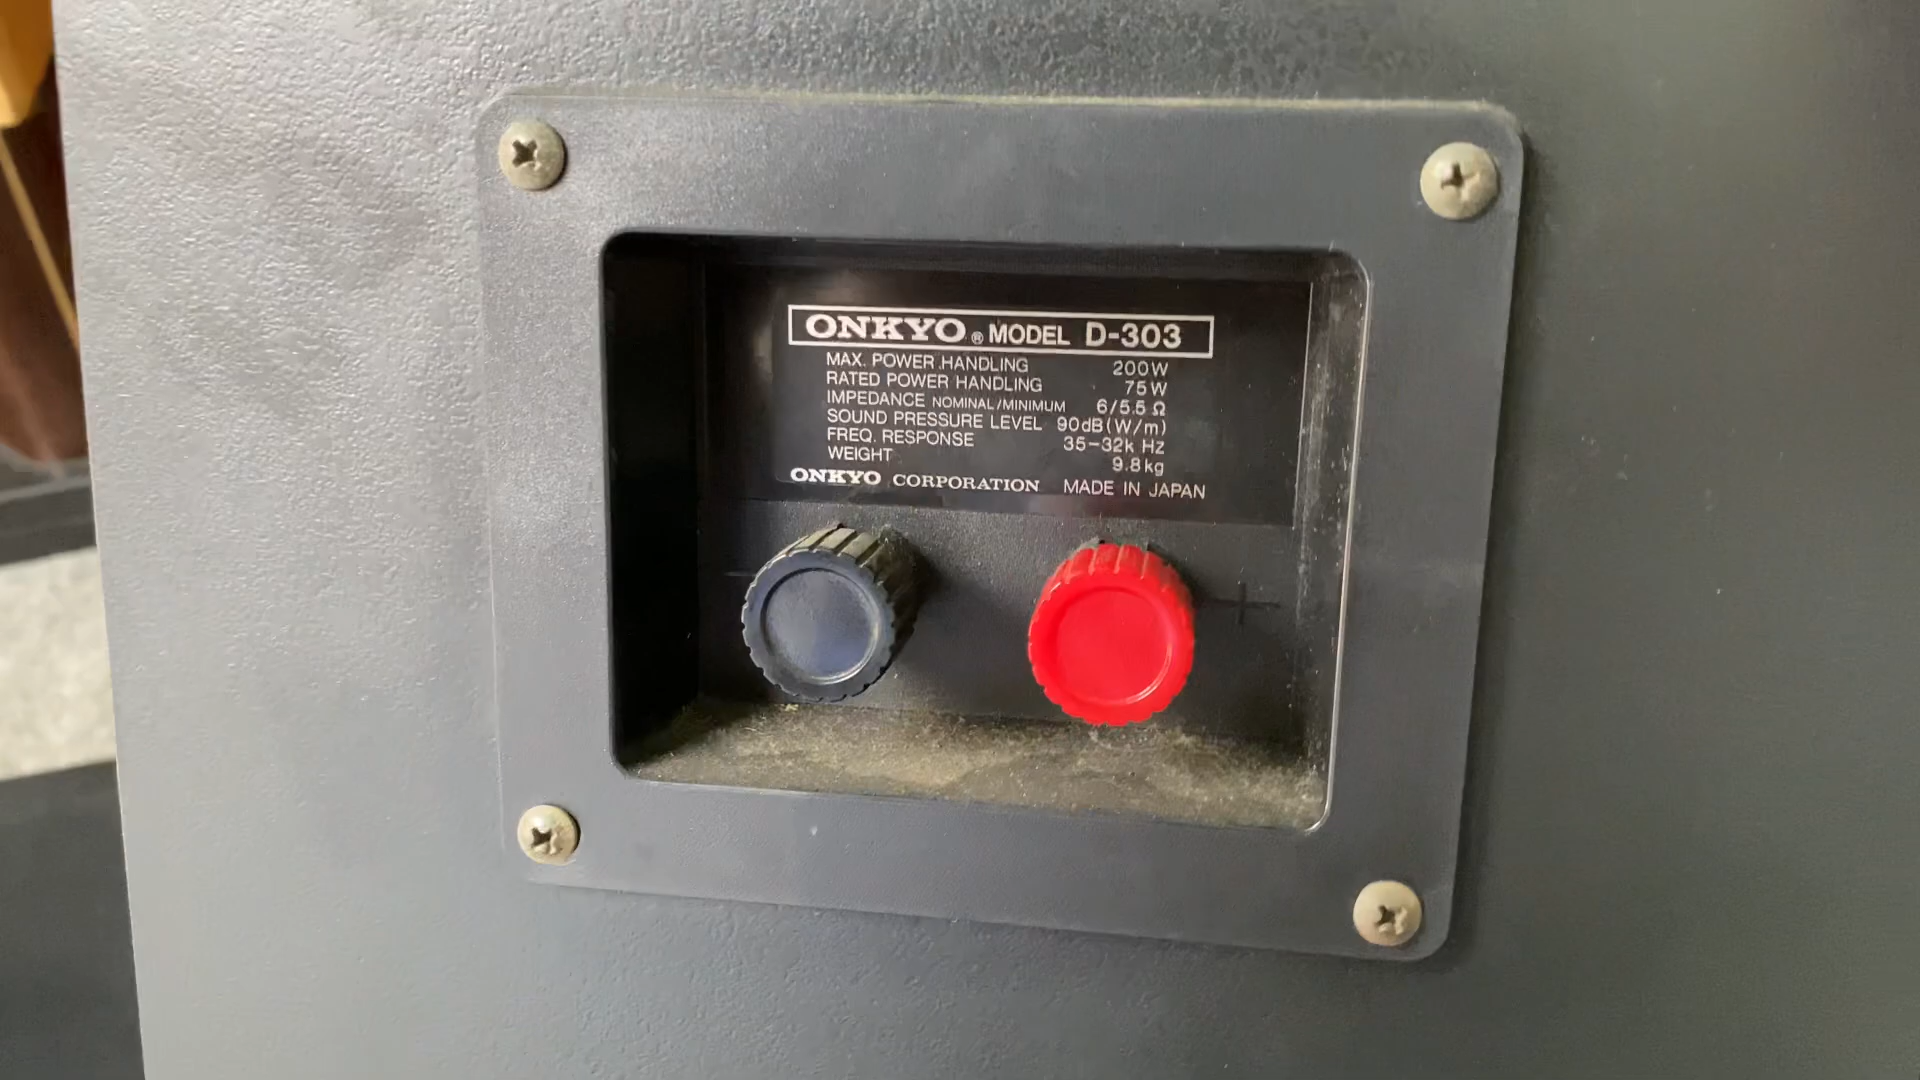 ONKYO® MODEL D-303
MAX. POWER HANDLING 200W
RATED POWER HANDLING 75W
IMPEDANCE NOMINAL/MINIMUM 6/5.5 Ω
SOUND PRESSURE LEVEL 90dB(W/m)
FREQ. RESPONSE 35-32k Hz
WEIGHT 9.8kg
ONKYO CORPORATION MADE IN JAPAN
- +